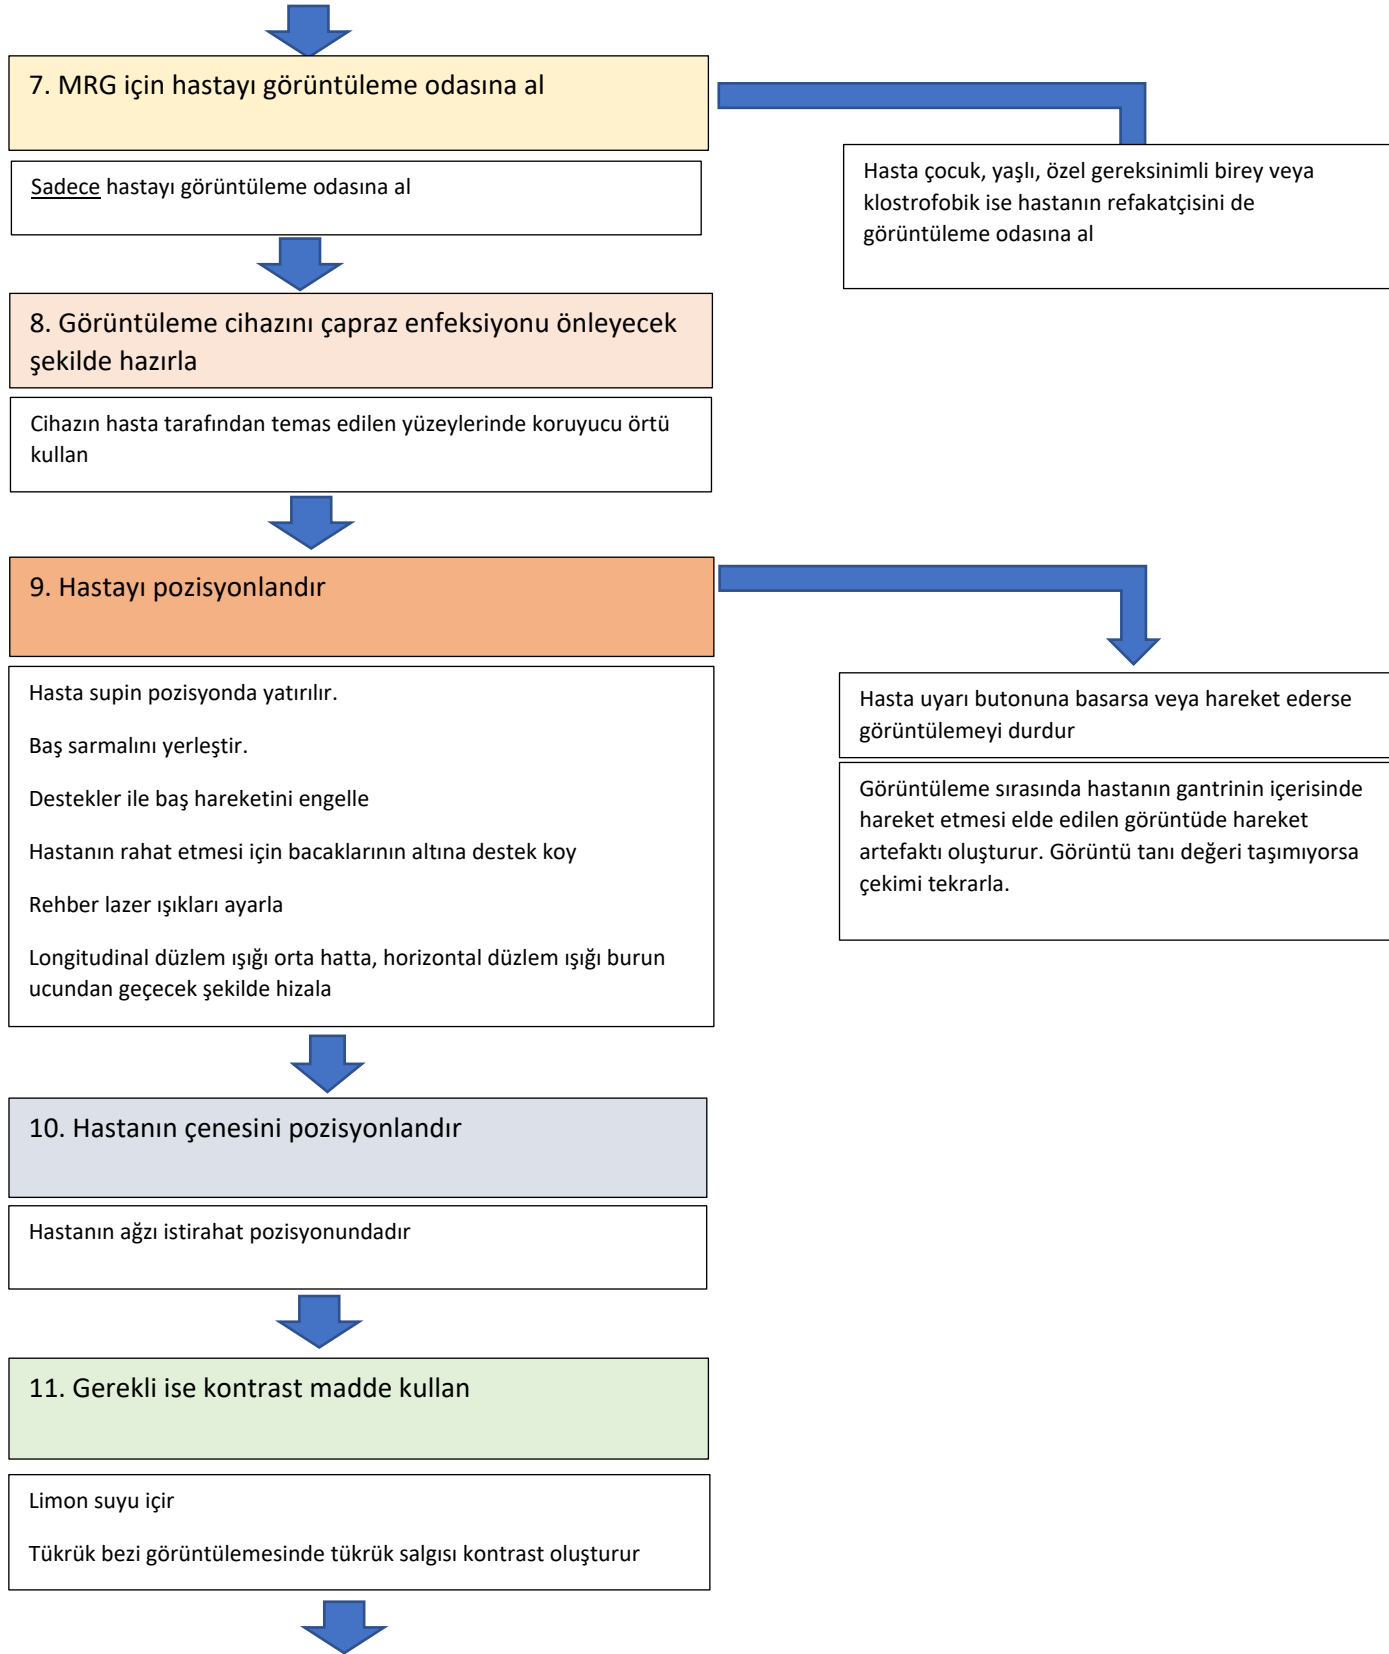 7. MRG için hastayı görüntüleme odasına al
Sadece hastayı görüntüleme odasına al
Hasta çocuk, yaşlı, özel gereksinimli birey veya
klostrofobik ise hastanın refakatçisini de
görüntüleme odasına al
8. Görüntüleme cihazını çapraz enfeksiyonu önleyecek
şekilde hazırla
Cihazın hasta tarafından temas edilen yüzeylerinde koruyucu örtü
kullan
9. Hastayı pozisyonlandır
Hasta supin pozisyonda yatırılır.
Baş sarmalını yerleştir.
Destekler ile baş hareketini engelle
Hastanın rahat etmesi için bacaklarının altına destek koy
Rehber lazer ışıkları ayarla
Longitudinal düzlem ışığı orta hatta, horizontal düzlem ışığı burun
ucundan geçecek şekilde hizala
Hasta uyarı butonuna basarsa veya hareket ederse
görüntülemeyi durdur
Görüntüleme sırasında hastanın gantrinin içerisinde
hareket etmesi elde edilen görüntüde hareket
artefaktı oluşturur. Görüntü tanı değeri taşımıyorsa
çekimi tekrarla.
10. Hastanın çenesini pozisyonlandır
Hastanın ağzı istirahat pozisyonundadır
11. Gerekli ise kontrast madde kullan
Limon suyu içir
Tükrük bezi görüntülemesinde tükrük salgısı kontrast oluşturur